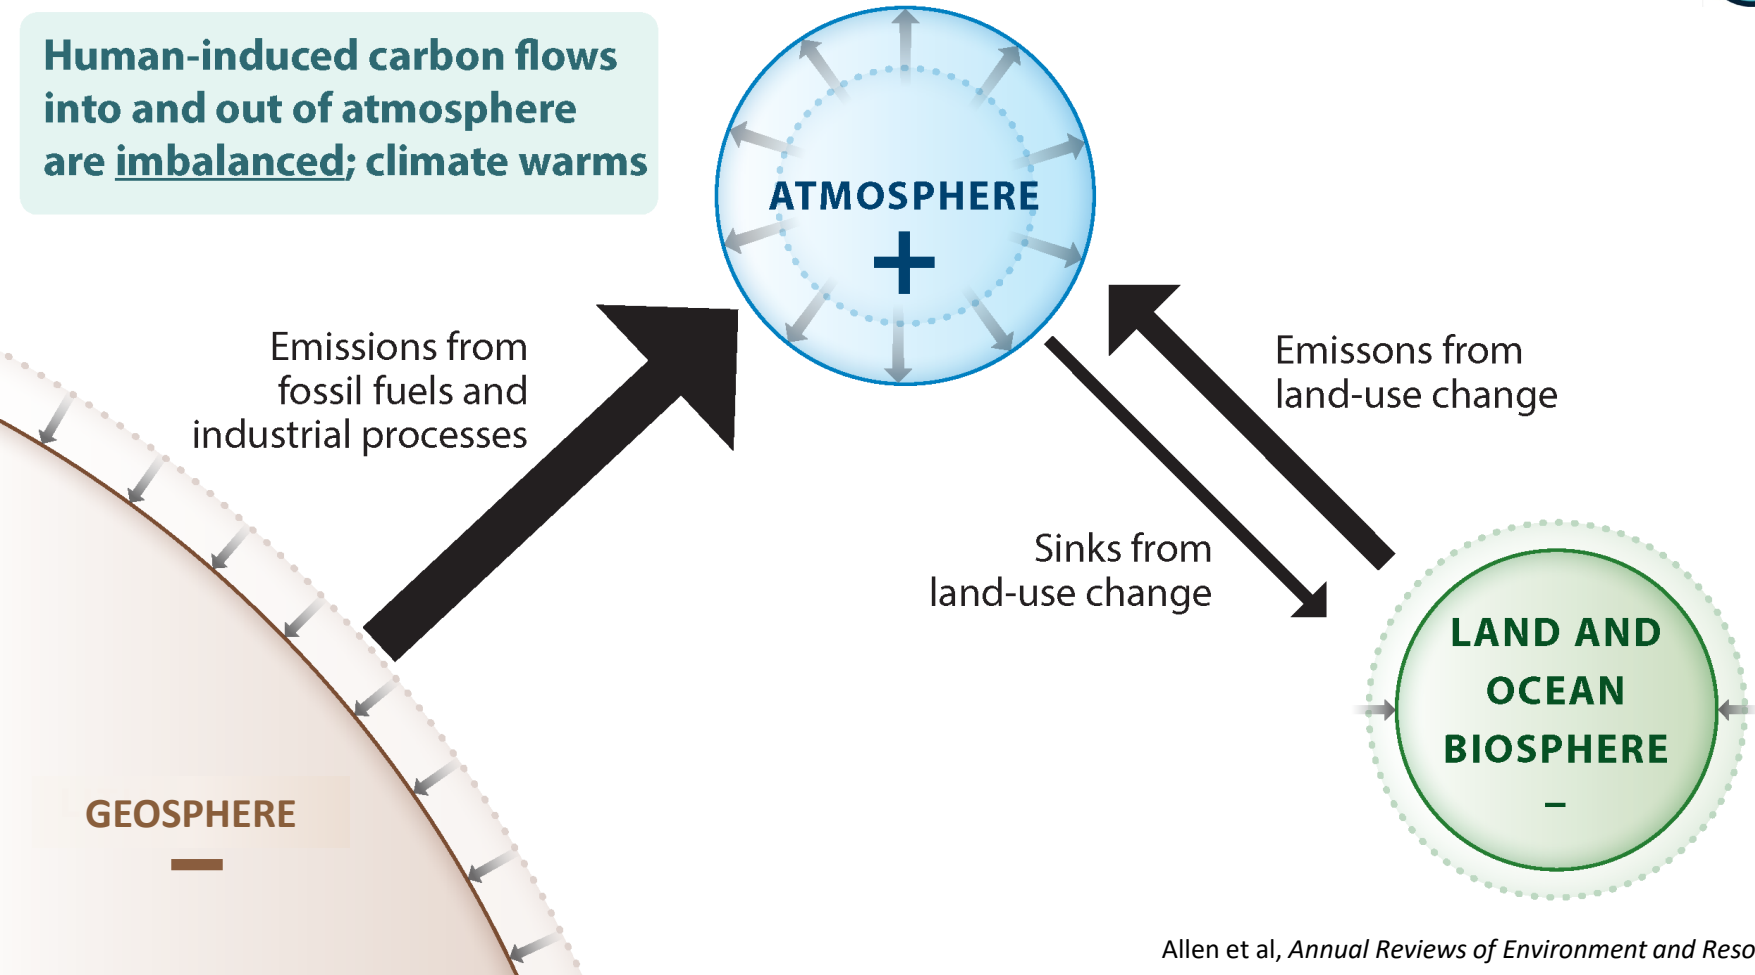 Human-induced carbon flows
into and out of atmosphere
are imbalanced; climate warms
ATMOSPHERE
+
Emissions from
fossil fuels and
industrial processes
Emissons from
land-use change
Sinks from
land-use change
LAND AND
OCEAN
BIOSPHERE
–
GEOSPHERE
–
Allen et al, Annual Reviews of Environment and Reso